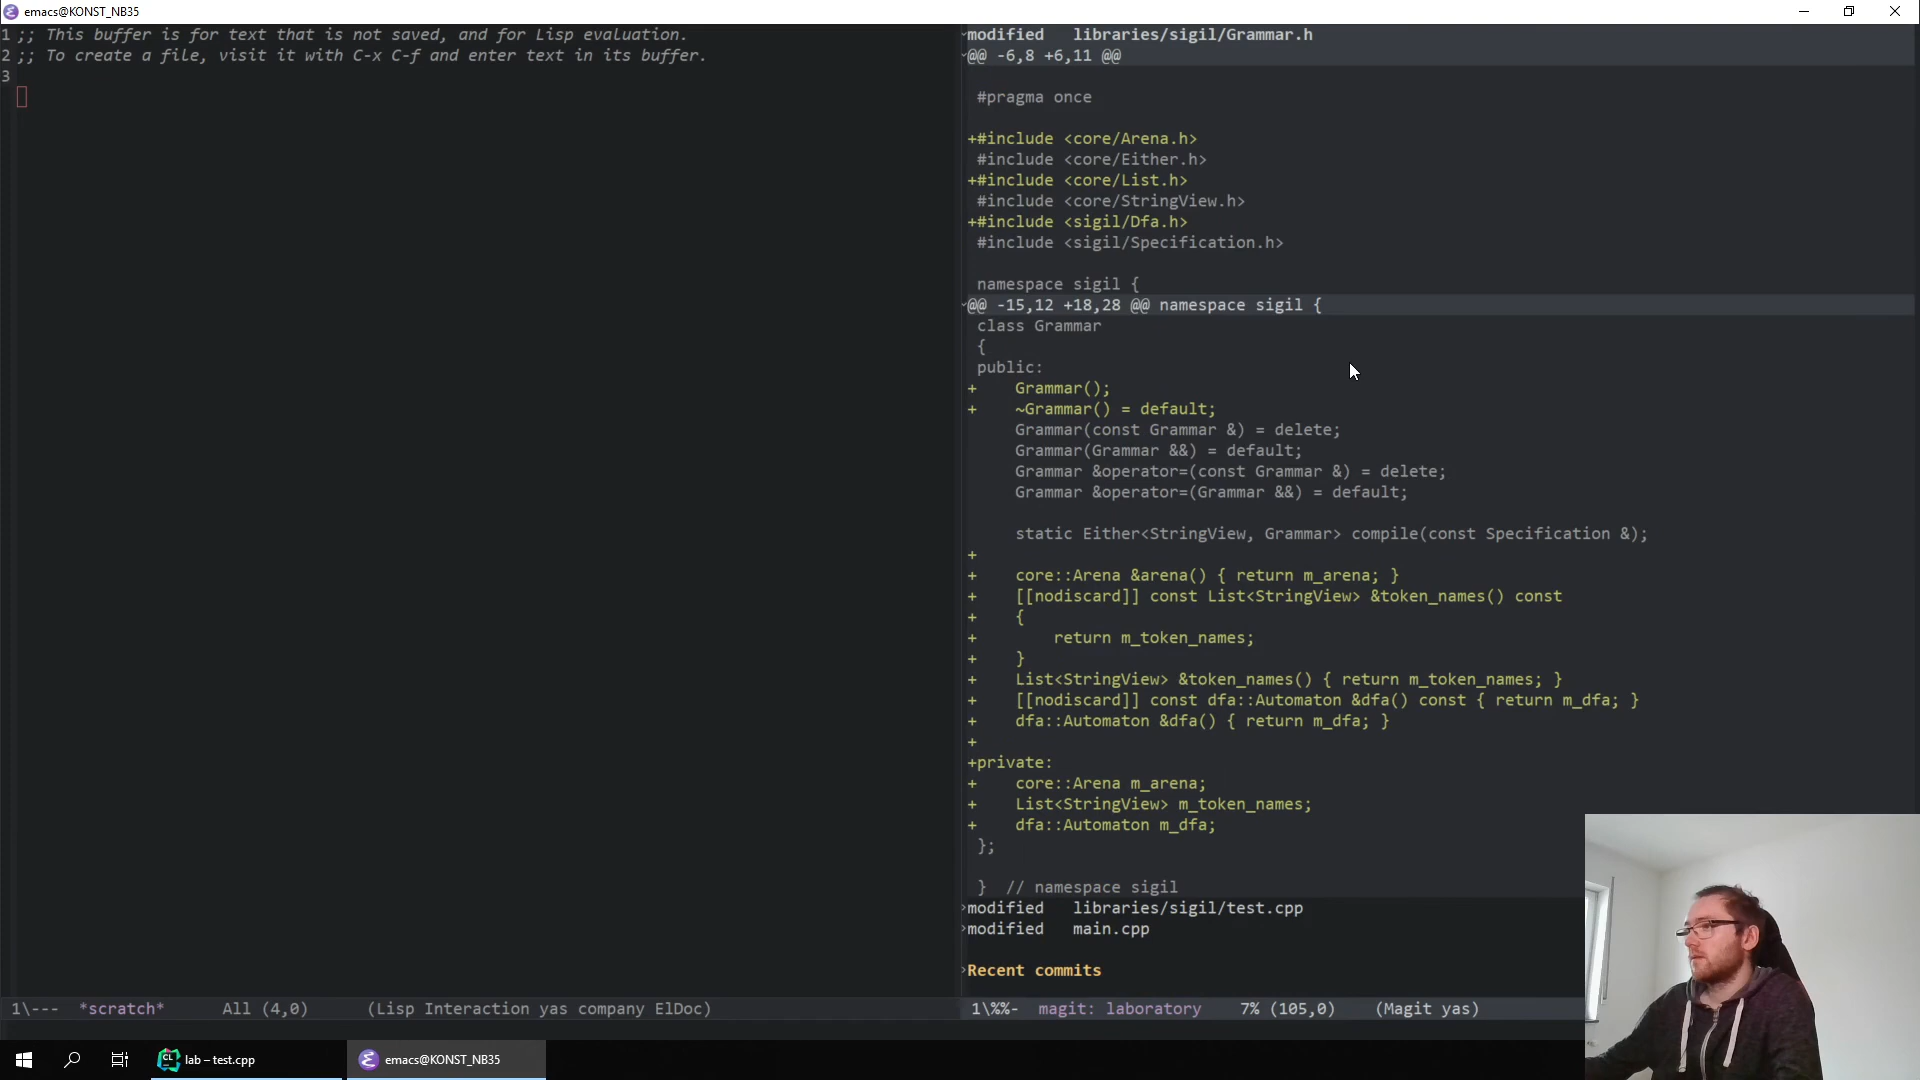 emacs@KONST_NB35
1 ;; This buffer is for text that is not saved, and for Lisp evaluation.
2 ;; To create a file, visit it with C-x C-f and enter text in its buffer.
3
modified   libraries/sigil/Grammar.h
@@ -6,8 +6,11 @@
#pragma once
+#include <core/Arena.h>
#include <core/Either.h>
+#include <core/List.h>
#include <core/StringView.h>
+#include <sigil/Dfa.h>
#include <sigil/Specification.h>
namespace sigil {
@@ -15,12 +18,28 @@ namespace sigil {
class Grammar
{
public:
+    Grammar();
+    ~Grammar() = default;
Grammar(const Grammar &) = delete;
Grammar(Grammar &&) = default;
Grammar &operator=(const Grammar &) = delete;
Grammar &operator=(Grammar &&) = default;
static Either<StringView, Grammar> compile(const Specification &);
+
+    core::Arena &arena() { return m_arena; }
+    [[nodiscard]] const List<StringView> &token_names() const
+    {
+        return m_token_names;
+    }
+    List<StringView> &token_names() { return m_token_names; }
+    [[nodiscard]] const dfa::Automaton &dfa() const { return m_dfa; }
+    dfa::Automaton &dfa() { return m_dfa; }
+
+private:
+    core::Arena m_arena;
+    List<StringView> m_token_names;
+    dfa::Automaton m_dfa;
};
}  // namespace sigil
modified   libraries/sigil/test.cpp
modified   main.cpp
Recent commits
1\---  *scratch*      All (4,0)      (Lisp Interaction yas company ElDoc)
1\%%-  magit: laboratory    7% (105,0)    (Magit yas)
CL
lab – test.cpp
emacs@KONST_NB35